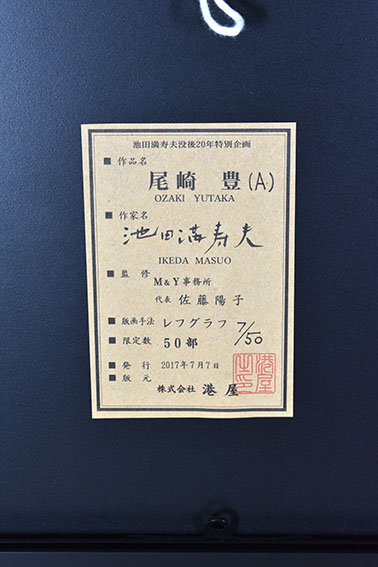 池田満寿夫没後20年特別企画
■ 作品名
尾崎 豊(A)
OZAKI YUTAKA
■ 作家名
池田満寿夫
IKEDA MASUO
■ 監修
M&Y事務所
代表 佐藤陽子
■ 版画手法 レフグラフ 7/50
■ 限定数 50部
■ 発行 2017年7月7日
■ 版元 株式会社 港屋
港屋之印